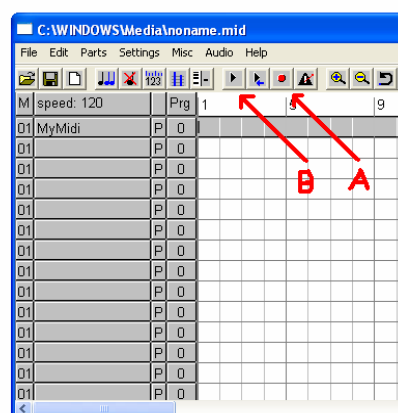 C:\WINDOWS\Media\noname.mid
File Edit Parts Settings Misc Audio Help
123
M speed: 120 Prg 1 5 9
01 MyMidi P 0
01 P 0
01 P 0
01 P 0
B A
01 P 0
01 P 0
01 P 0
01 P 0
01 P 0
01 P 0
01 P 0
01 P 0
01 P 0
01 P 0